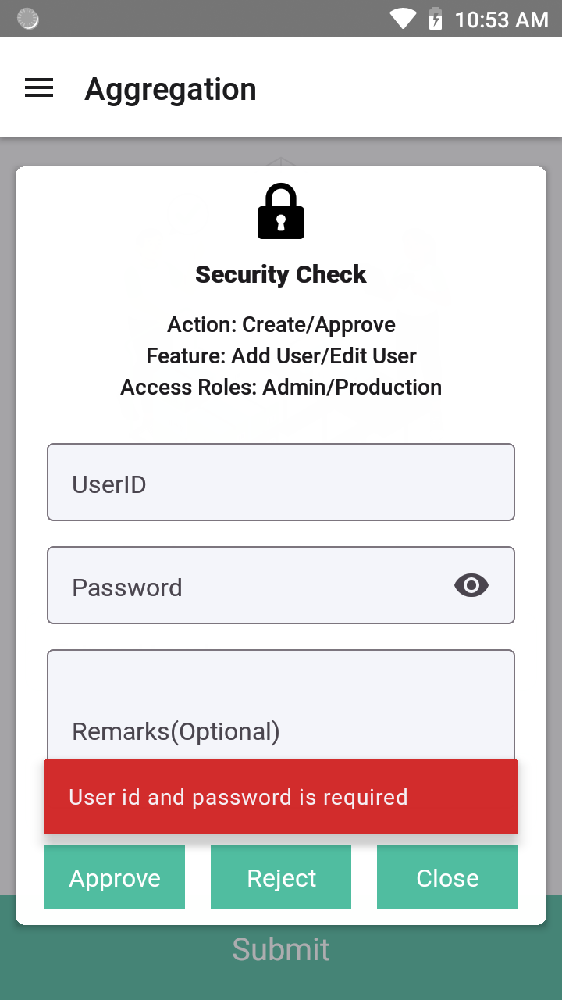 10:53 AM
Aggregation
Security Check
Action: Create/Approve
Feature: Add User/Edit User
Access Roles: Admin/Production
UserID
Password
Remarks(Optional)
User id and password is required
Approve Reject Close
Submit